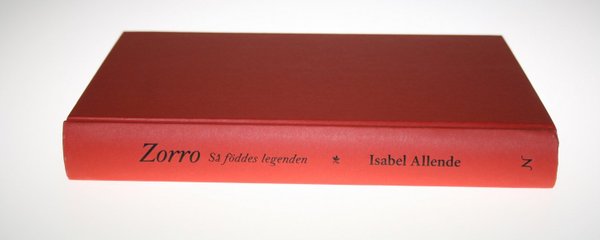 Zorro Så föddes legenden * Isabel Allende N